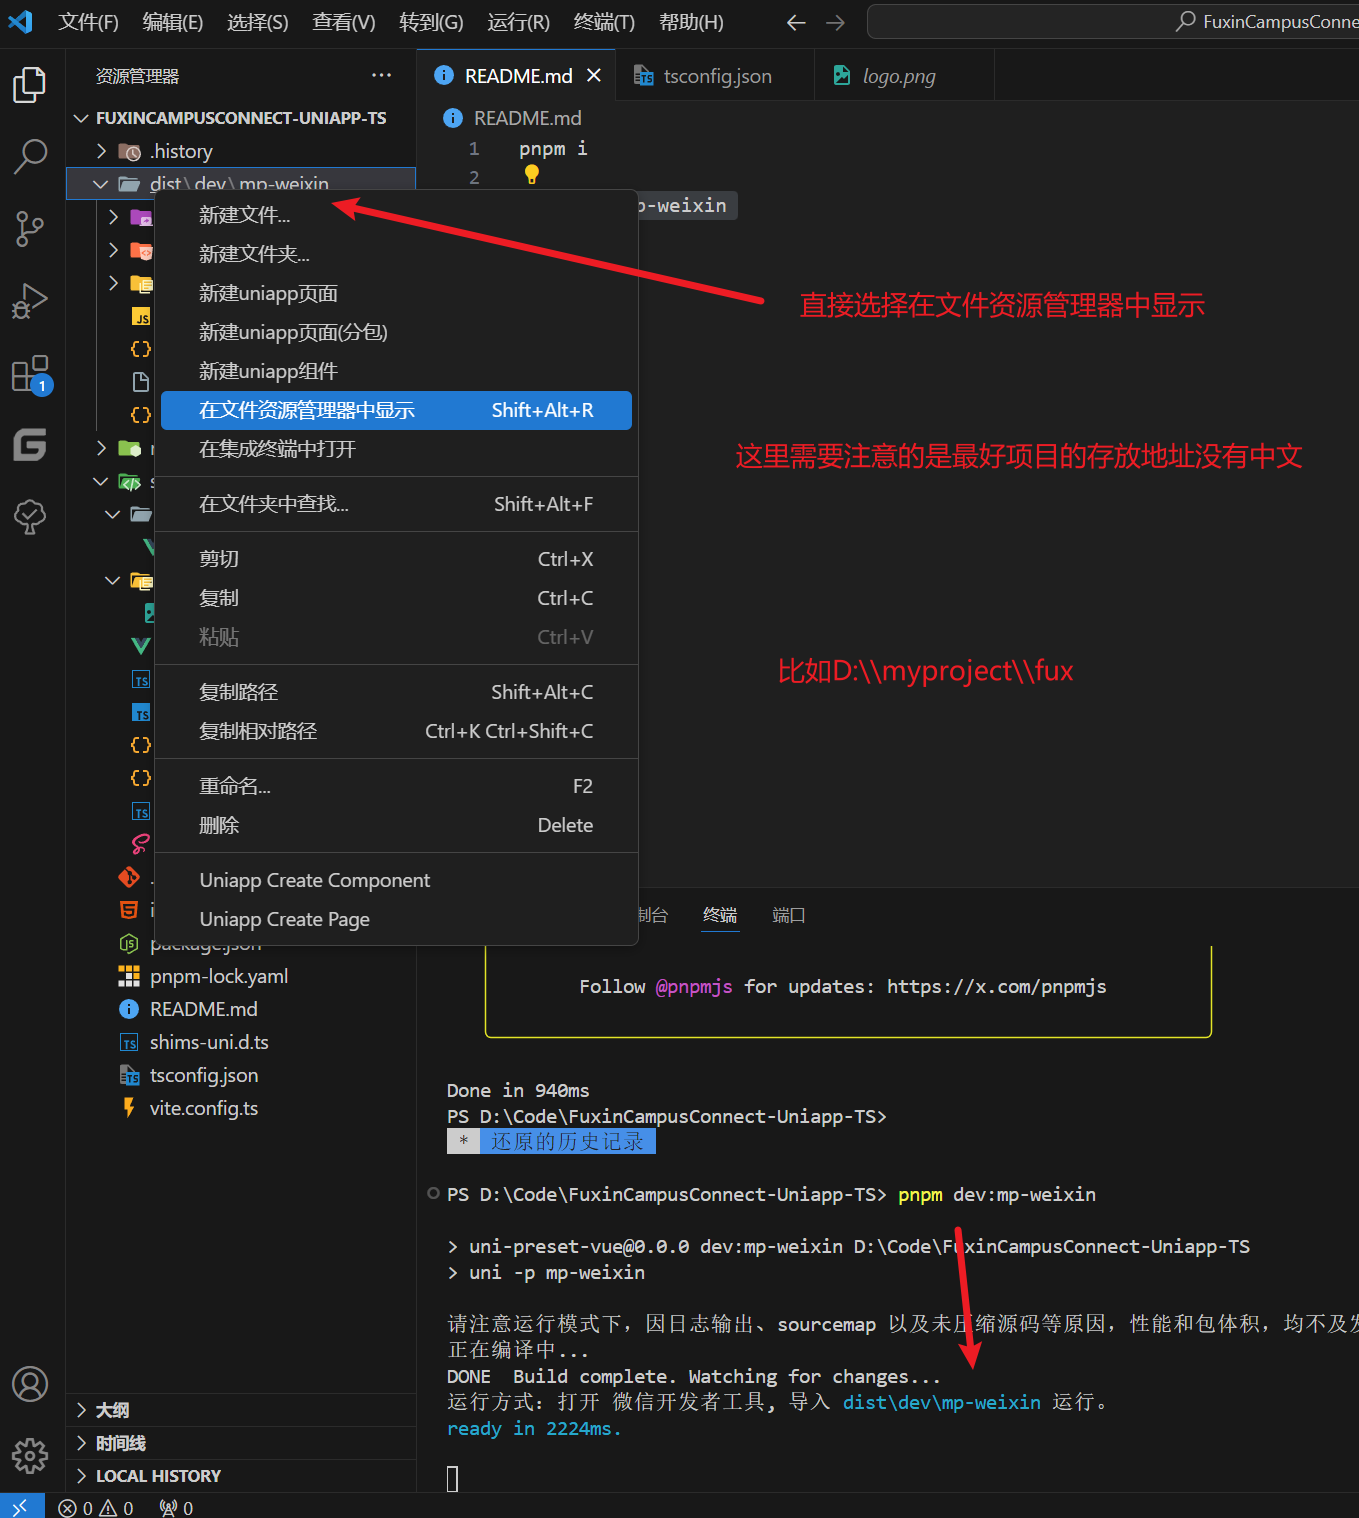 文件(F) 编辑(E) 选择(S) 查看(V) 转到(G) 运行(R) 终端(T) 帮助(H)
资源管理器 ...
README.md tsconfig.json logo.png
FUXINCAMPUSCONNECT-UNIAPP-TS
README.md
.history
1 pnpm i
dist\dev\mp-weixin
2
p-weixin
新建文件...
新建文件夹...
新建uniapp页面
新建uniapp页面(分包)
新建uniapp组件
在文件资源管理器中显示 Shift+Alt+R
在集成终端中打开
在文件夹中查找... Shift+Alt+F
剪切 Ctrl+X
复制 Ctrl+C
粘贴 Ctrl+V
复制路径 Shift+Alt+C
复制相对路径 Ctrl+K Ctrl+Shift+C
重命名... F2
删除 Delete
Uniapp Create Component
Uniapp Create Page
直接选择在文件资源管理器中显示
这里需要注意的是最好项目的存放地址没有中文
比如D:\\myproject\\fux
package.json
pnpm-lock.yaml
README.md
shims-uni.d.ts
tsconfig.json
vite.config.ts
制台 终端 端口
Follow @pnpmjs for updates: https://x.com/pnpmjs
Done in 940ms
PS D:\Code\FuxinCampusConnect-Uniapp-TS>
* 还原的历史记录
PS D:\Code\FuxinCampusConnect-Uniapp-TS> pnpm dev:mp-weixin
> uni-preset-vue@0.0.0 dev:mp-weixin D:\Code\FuxinCampusConnect-Uniapp-TS
> uni -p mp-weixin
请注意运行模式下，因日志输出、sourcemap 以及未压缩源码等原因，性能和包体积，均不及发
正在编译中...
DONE  Build complete. Watching for changes...
运行方式：打开 微信开发者工具, 导入 dist\dev\mp-weixin 运行。
ready in 2224ms.
大纲
时间线
LOCAL HISTORY
0 0 0
1
FuxinCampusConne